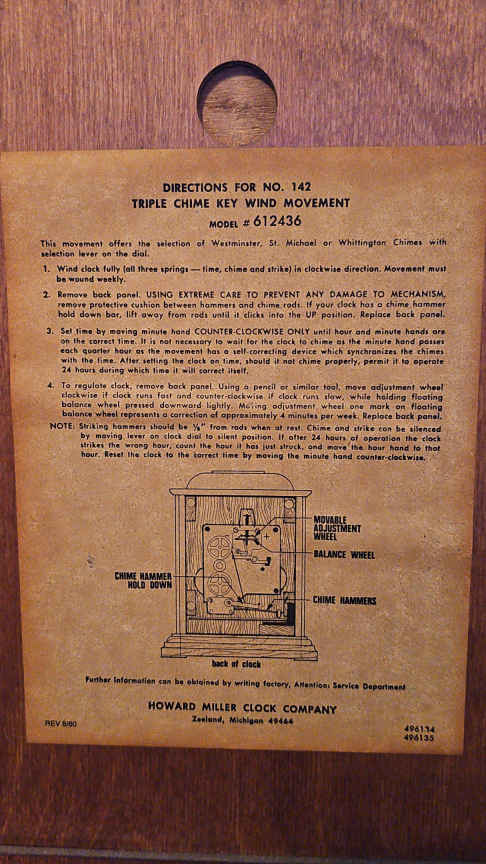 DIRECTIONS FOR NO. 142
TRIPLE CHIME KEY WIND MOVEMENT
MODEL # 612436
This movement offers the selection of Westminster, St. Michael or Whittington Chimes with
selection lever on the dial.
1. Wind clock fully (all three springs — time, chime and strike) in clockwise direction. Movement must
be wound weekly.
2. Remove back panel. USING EXTREME CARE TO PREVENT ANY DAMAGE TO MECHANISM,
remove protective cushion between hammers and chime rods. If your clock has a chime hammer
hold down bar, lift away from rods until it clicks into the UP position. Replace back panel.
3. Set time by moving minute hand COUNTER-CLOCKWISE ONLY until hour and minute hands are
on the correct time. It is not necessary to wait for the clock to chime as the minute hand passes
each quarter hour as the movement has a self-correcting device which synchronizes the chimes
with the time. After setting the clock on time, should it not chime properly, permit it to operate
24 hours during which time it will correct itself.
4. To regulate clock, remove back panel. Using a pencil or similar tool, move adjustment wheel
clockwise if clock runs fast and counter-clockwise if clock runs slow, while holding floating
balance wheel pressed downward lightly. Moving adjustment wheel one mark on floating
balance wheel represents a correction of approximately 4 minutes per week. Replace back panel.
NOTE: Striking hammers should be ⅛" from rods when at rest. Chime and strike can be silenced
by moving lever on clock dial to silent position. If after 24 hours of operation the clock
strikes the wrong hour, count the hour it has just struck, and move the hour hand to that
hour. Reset the clock to the correct time by moving the minute hand counter-clockwise.
MOVABLE
ADJUSTMENT
WHEEL
BALANCE WHEEL
CHIME HAMMER
HOLD DOWN
CHIME HAMMERS
back of clock
Further information can be obtained by writing factory, Attention: Service Department
HOWARD MILLER CLOCK COMPANY
Zeeland, Michigan 49464
REV 8/80
496134
496135